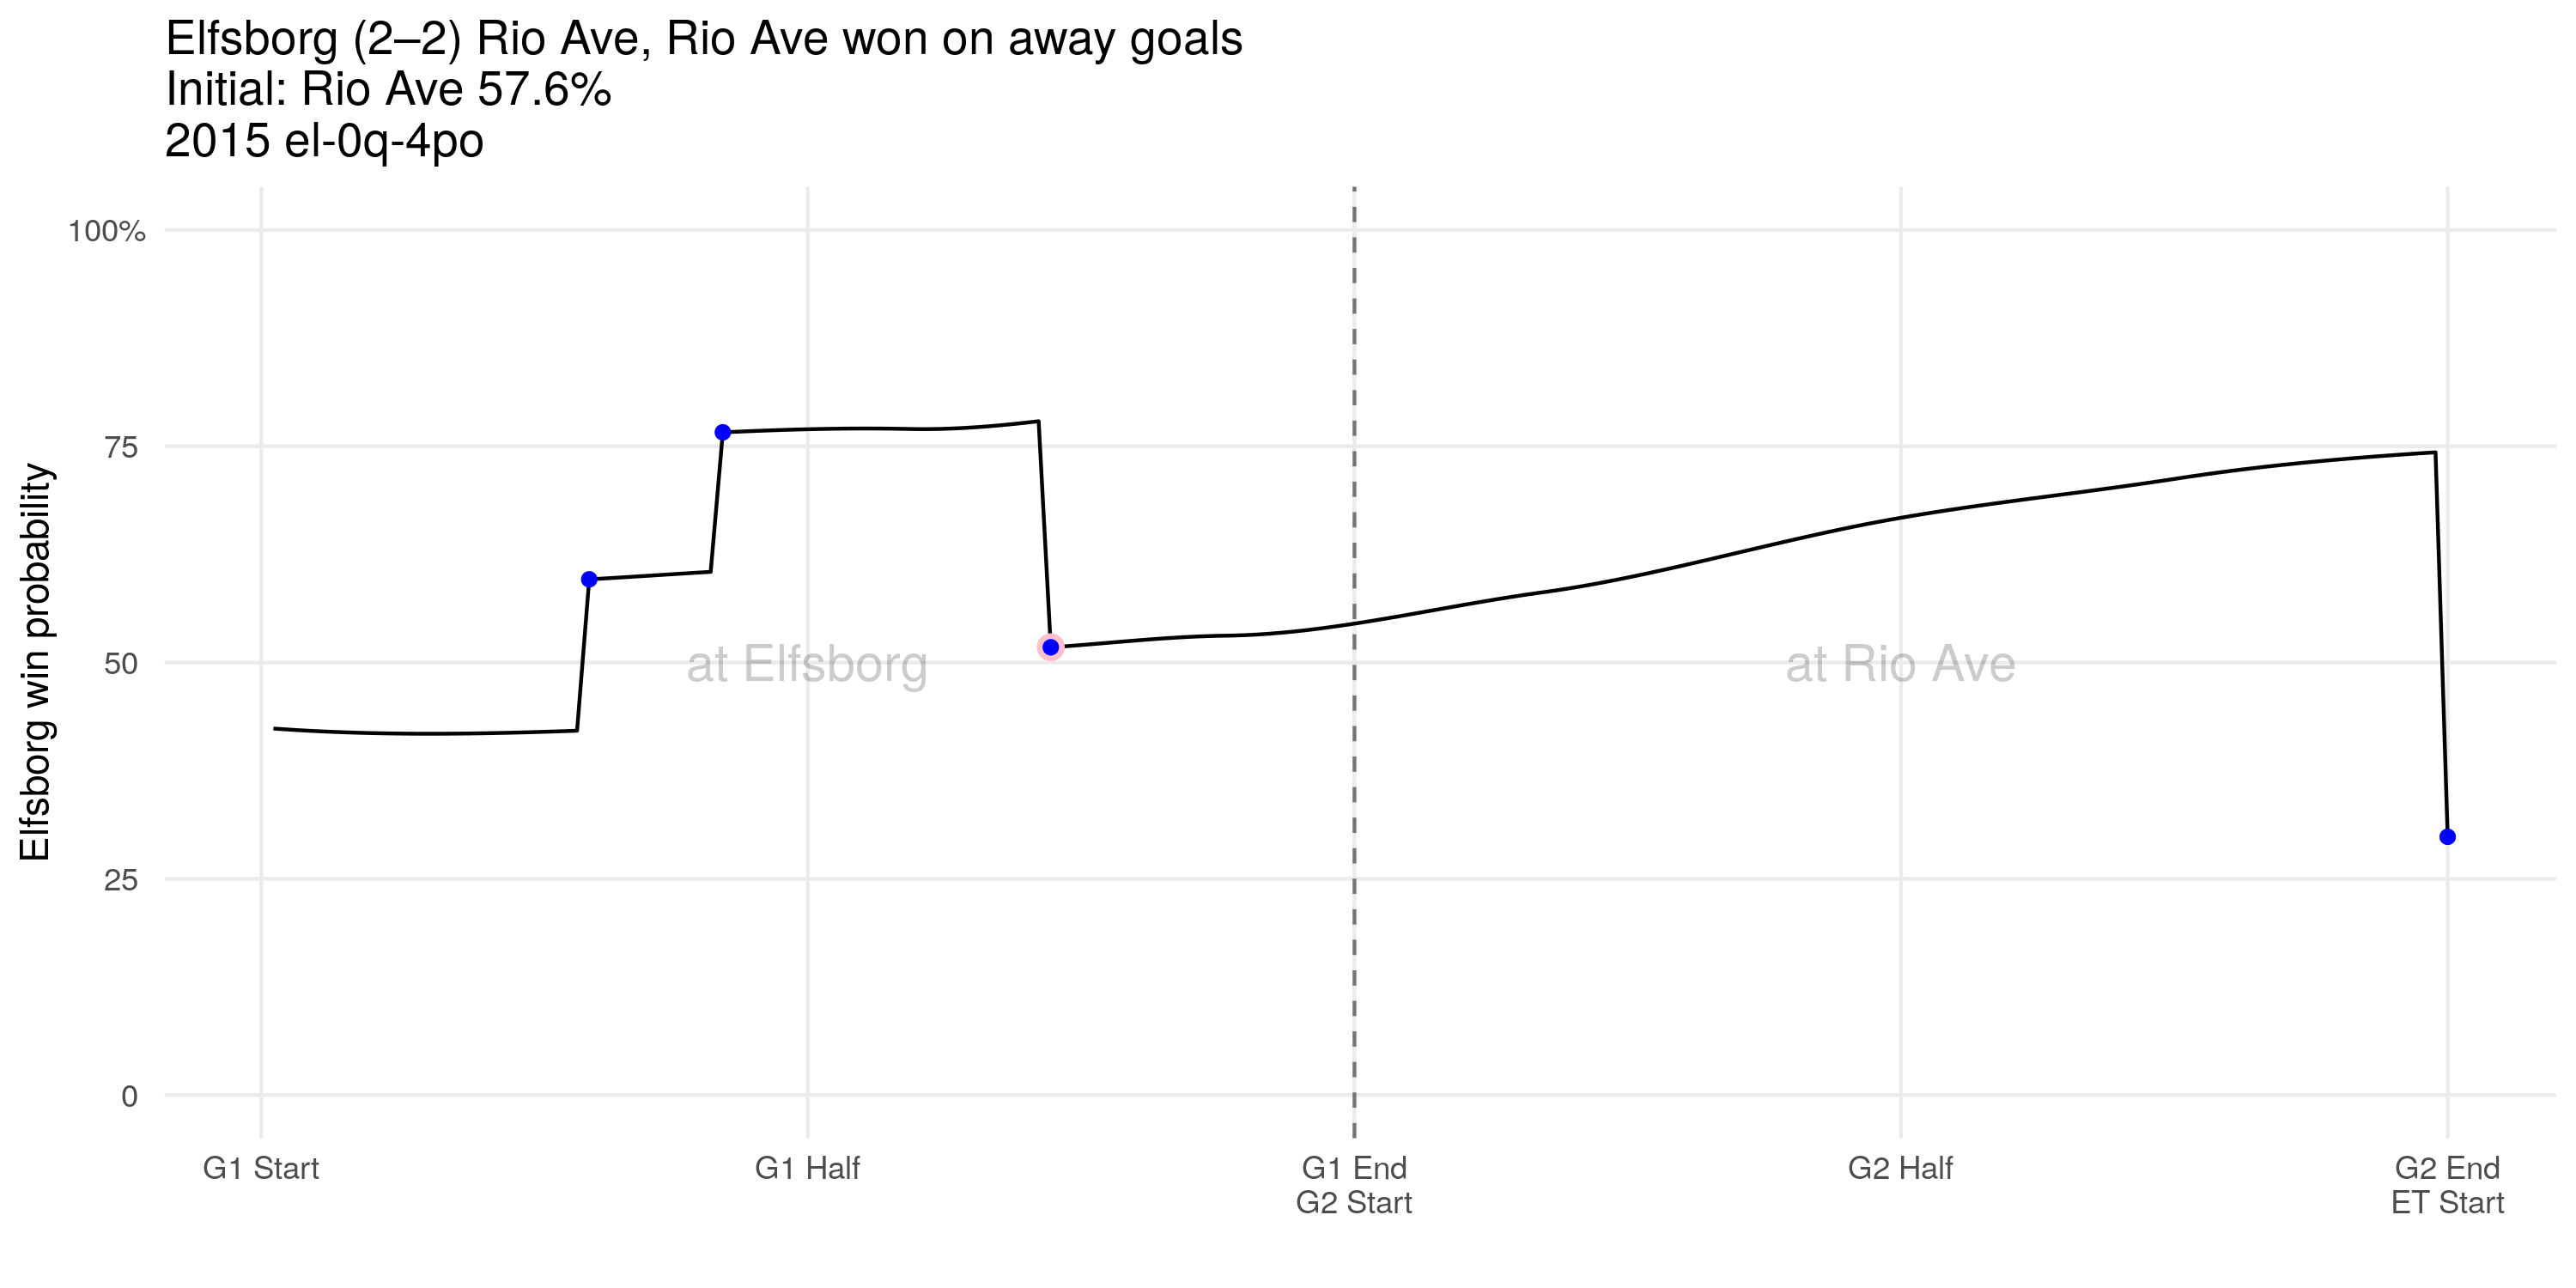 Elfsborg (2–2) Rio Ave, Rio Ave won on away goals
Initial: Rio Ave 57.6%
2015 el-0q-4po
Elfsborg win probability
100%
75
50
25
0
at Elfsborg
at Rio Ave
G1 Start
G1 Half
G1 End
G2 Start
G2 Half
G2 End
ET Start